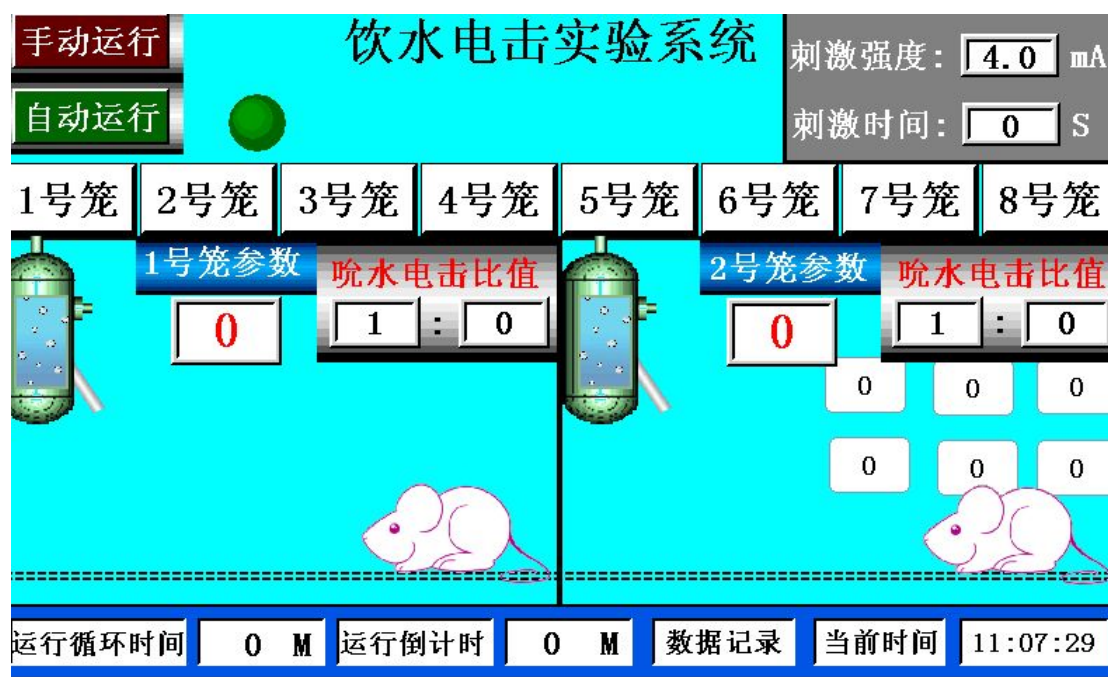 手动运行
饮水电击实验系统
刺激强度: 4.0 mA
自动运行
刺激时间: 0 S
1号笼 2号笼 3号笼 4号笼 5号笼 6号笼 7号笼 8号笼
1号笼参数 吮水电击比值 2号笼参数 吮水电击比值
0 1 : 0 0 1 : 0
0 0 0
0 0 0
运行循环时间 0 M 运行倒计时 0 M 数据记录 当前时间 11:07:29